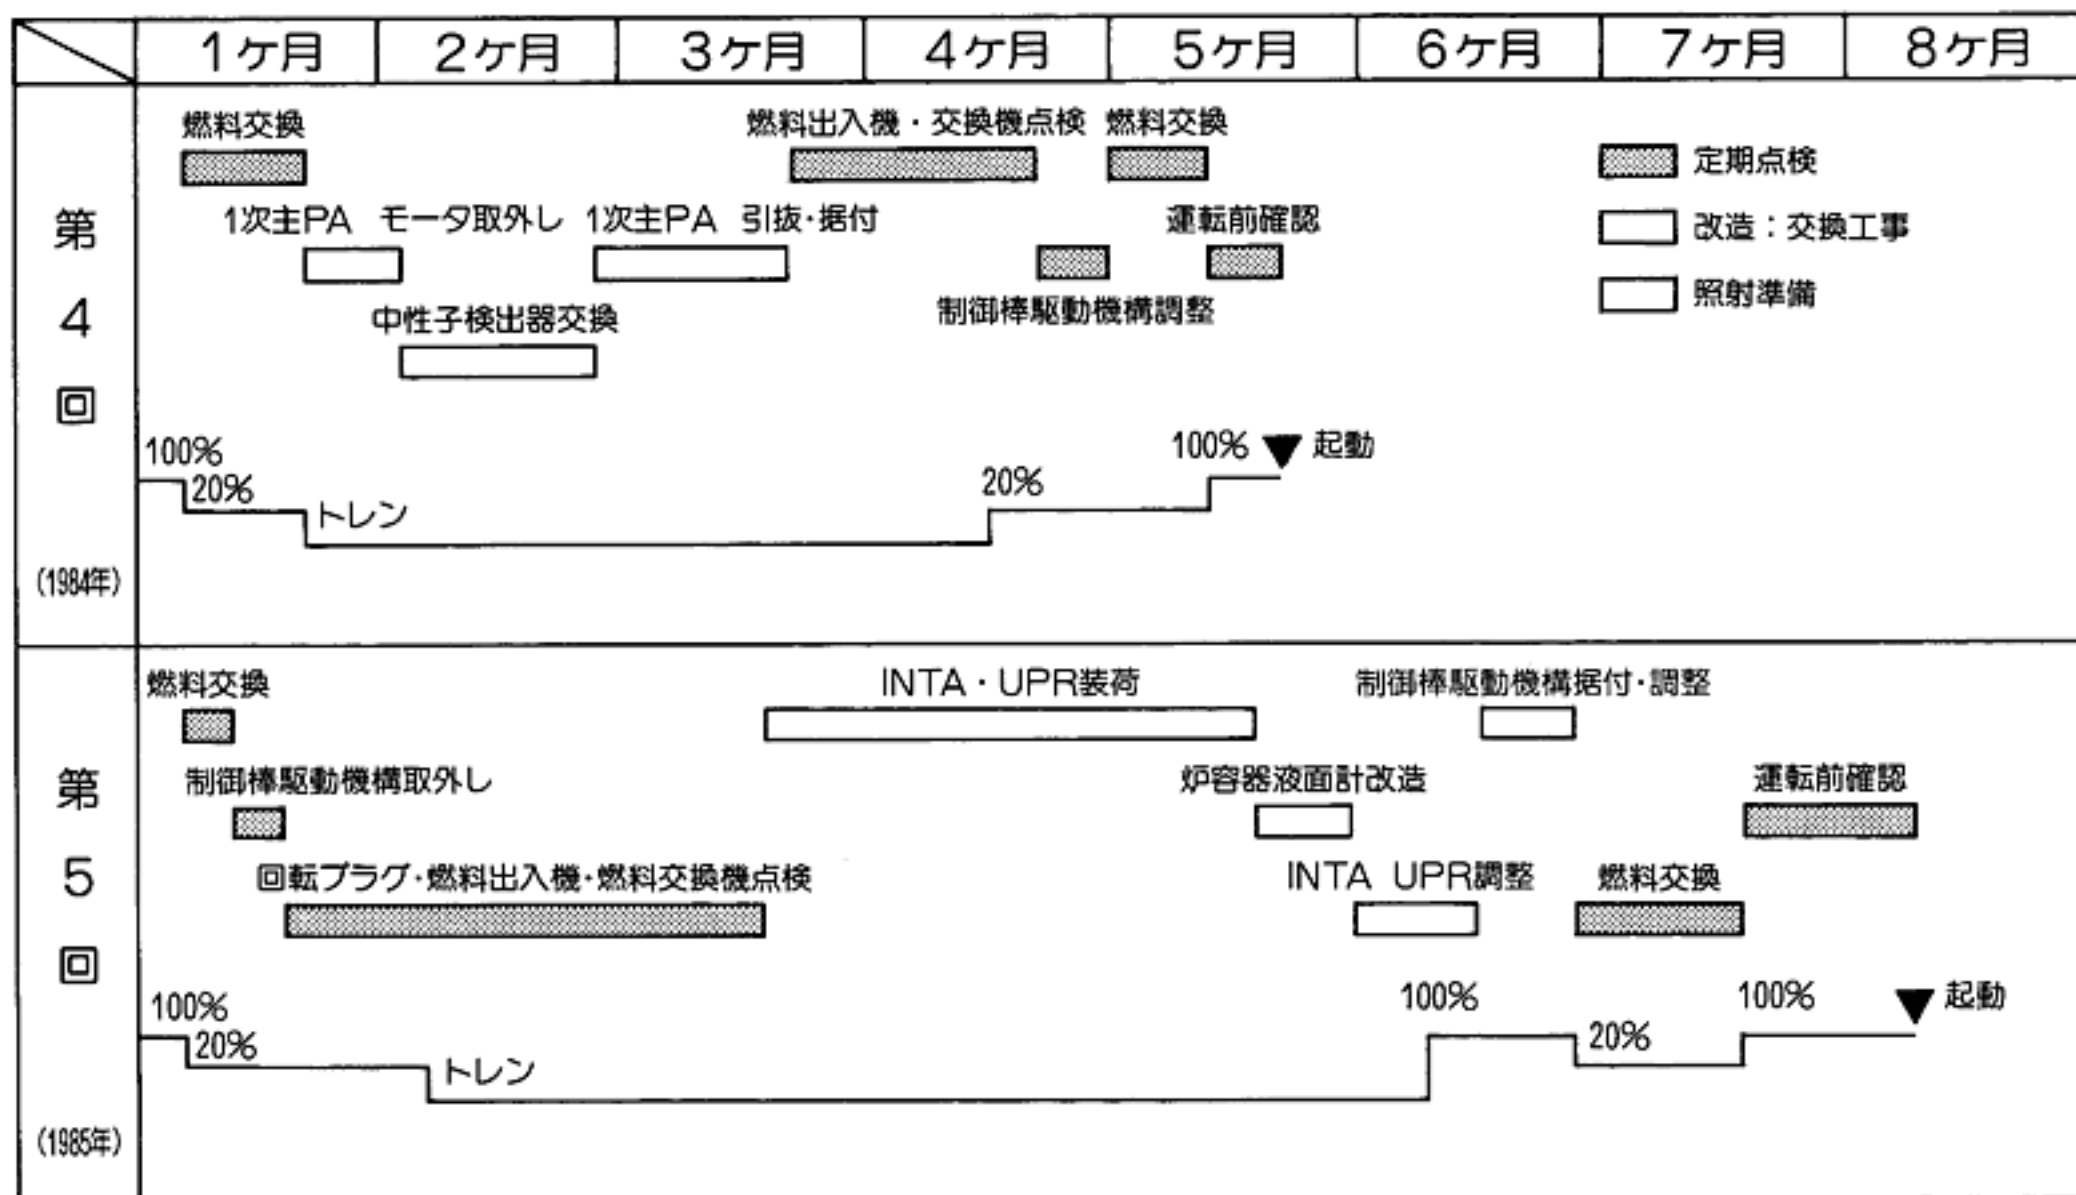 1ヶ月 2ヶ月 3ヶ月 4ヶ月 5ヶ月 6ヶ月 7ヶ月 8ヶ月
第4回
(1984年)
燃料交換 燃料出入機・交換機点検 燃料交換
1次主PA モータ取外し 1次主PA 引抜・据付 運転前確認
中性子検出器交換 制御棒駆動機構調整
定期点検
改造：交換工事
照射準備
100% 20% トレン 20% 100% ▼ 起動
第5回
(1985年)
燃料交換 INTA・UPR装荷 制御棒駆動機構据付・調整
制御棒駆動機構取外し 炉容器液面計改造 運転前確認
回転プラグ・燃料出入機・燃料交換機点検 INTA UPR調整 燃料交換
100% 20% トレン 100% 20% 100% ▼ 起動